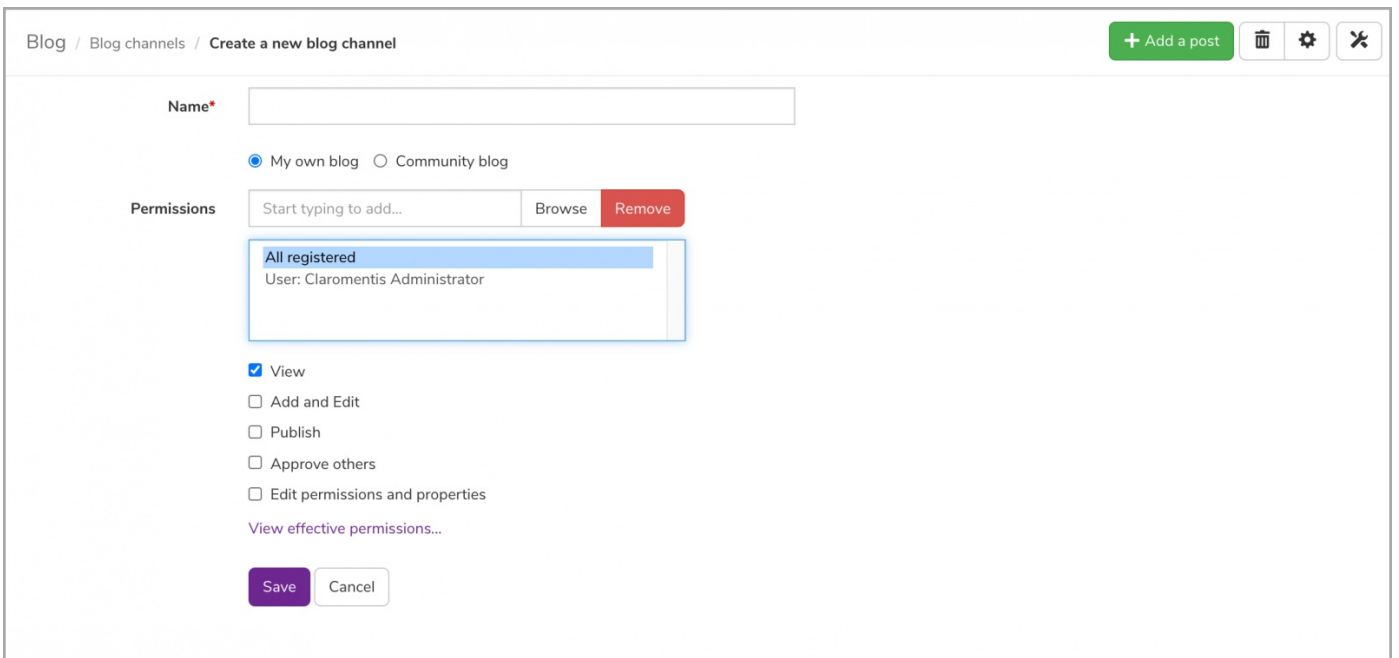 Blog / Blog channels / Create a new blog channel + Add a post
Name*
My own blog Community blog
Permissions Start typing to add... Browse Remove
All registered
User: Claromentis Administrator
View
Add and Edit
Publish
Approve others
Edit permissions and properties
View effective permissions...
Save Cancel